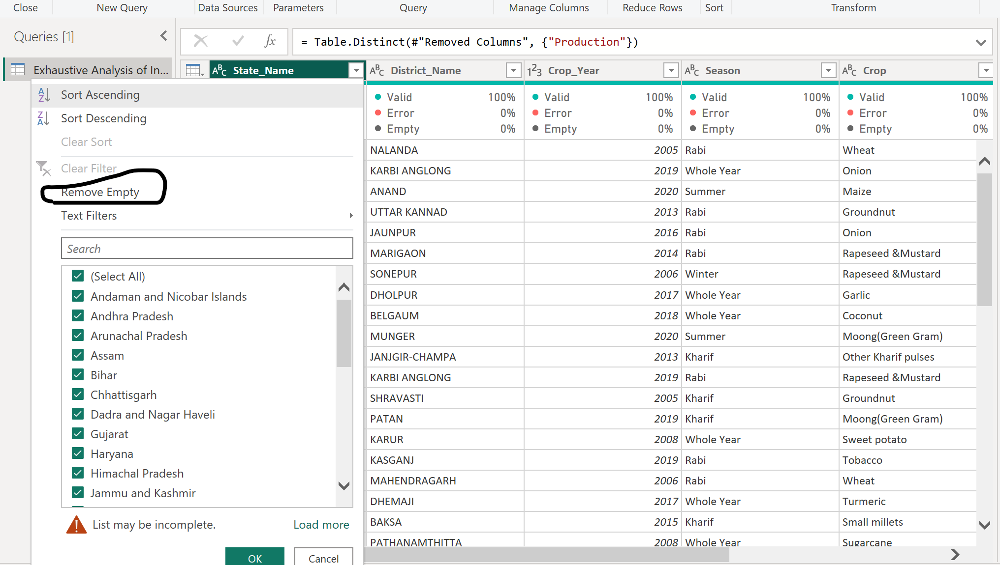 Close New Query Data Sources Parameters Query Manage Columns Reduce Rows Sort Transform
Queries [1]
fx = Table.Distinct(#"Removed Columns", {"Production"})
Exhaustive Analysis of In...
ABC State_Name ABC District_Name 123 Crop_Year ABC Season ABC Crop
Sort Ascending
Sort Descending
Clear Sort
Clear Filter
Remove Empty
Text Filters
Search
(Select All)
Andaman and Nicobar Islands
Andhra Pradesh
Arunachal Pradesh
Assam
Bihar
Chhattisgarh
Dadra and Nagar Haveli
Gujarat
Haryana
Himachal Pradesh
Jammu and Kashmir
List may be incomplete. Load more
OK Cancel
Valid 100% Valid 100% Valid 100% Valid 100%
Error 0% Error 0% Error 0% Error 0%
Empty 0% Empty 0% Empty 0% Empty 0%
NALANDA 2005 Rabi Wheat
KARBI ANGLONG 2019 Whole Year Onion
ANAND 2020 Summer Maize
UTTAR KANNAD 2013 Rabi Groundnut
JAUNPUR 2016 Rabi Onion
MARIGAON 2014 Rabi Rapeseed &Mustard
SONEPUR 2006 Winter Rapeseed &Mustard
DHOLPUR 2017 Whole Year Garlic
BELGAUM 2018 Whole Year Coconut
MUNGER 2020 Summer Moong(Green Gram)
JANJGIR-CHAMPA 2013 Kharif Other Kharif pulses
KARBI ANGLONG 2019 Rabi Rapeseed &Mustard
SHRAVASTI 2005 Kharif Groundnut
PATAN 2019 Kharif Moong(Green Gram)
KARUR 2008 Whole Year Sweet potato
KASGANJ 2019 Rabi Tobacco
MAHENDRAGARH 2006 Rabi Wheat
DHEMAJI 2017 Whole Year Turmeric
BAKSA 2015 Kharif Small millets
PATHANAMTHITTA 2008 Whole Year Sugarcane